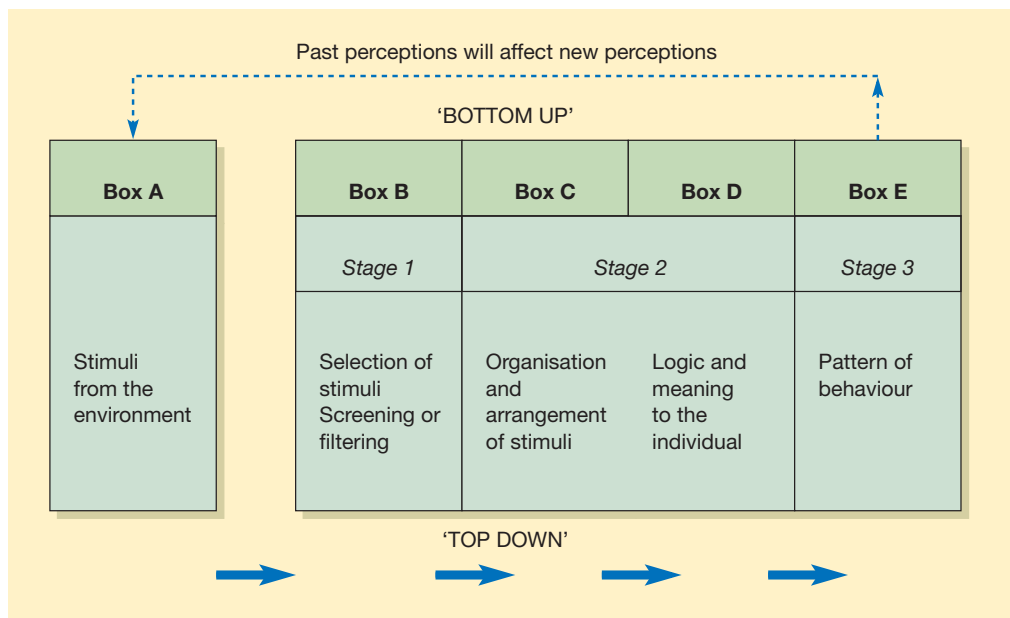 Past perceptions will affect new perceptions
‘BOTTOM UP’
Box A
Box B
Box C
Box D
Box E
Stage 1
Stage 2
Stage 3
Stimuli
from the
environment
Selection of
stimuli
Screening or
filtering
Organisation
and
arrangement
of stimuli
Logic and
meaning
to the
individual
Pattern of
behaviour
‘TOP DOWN’